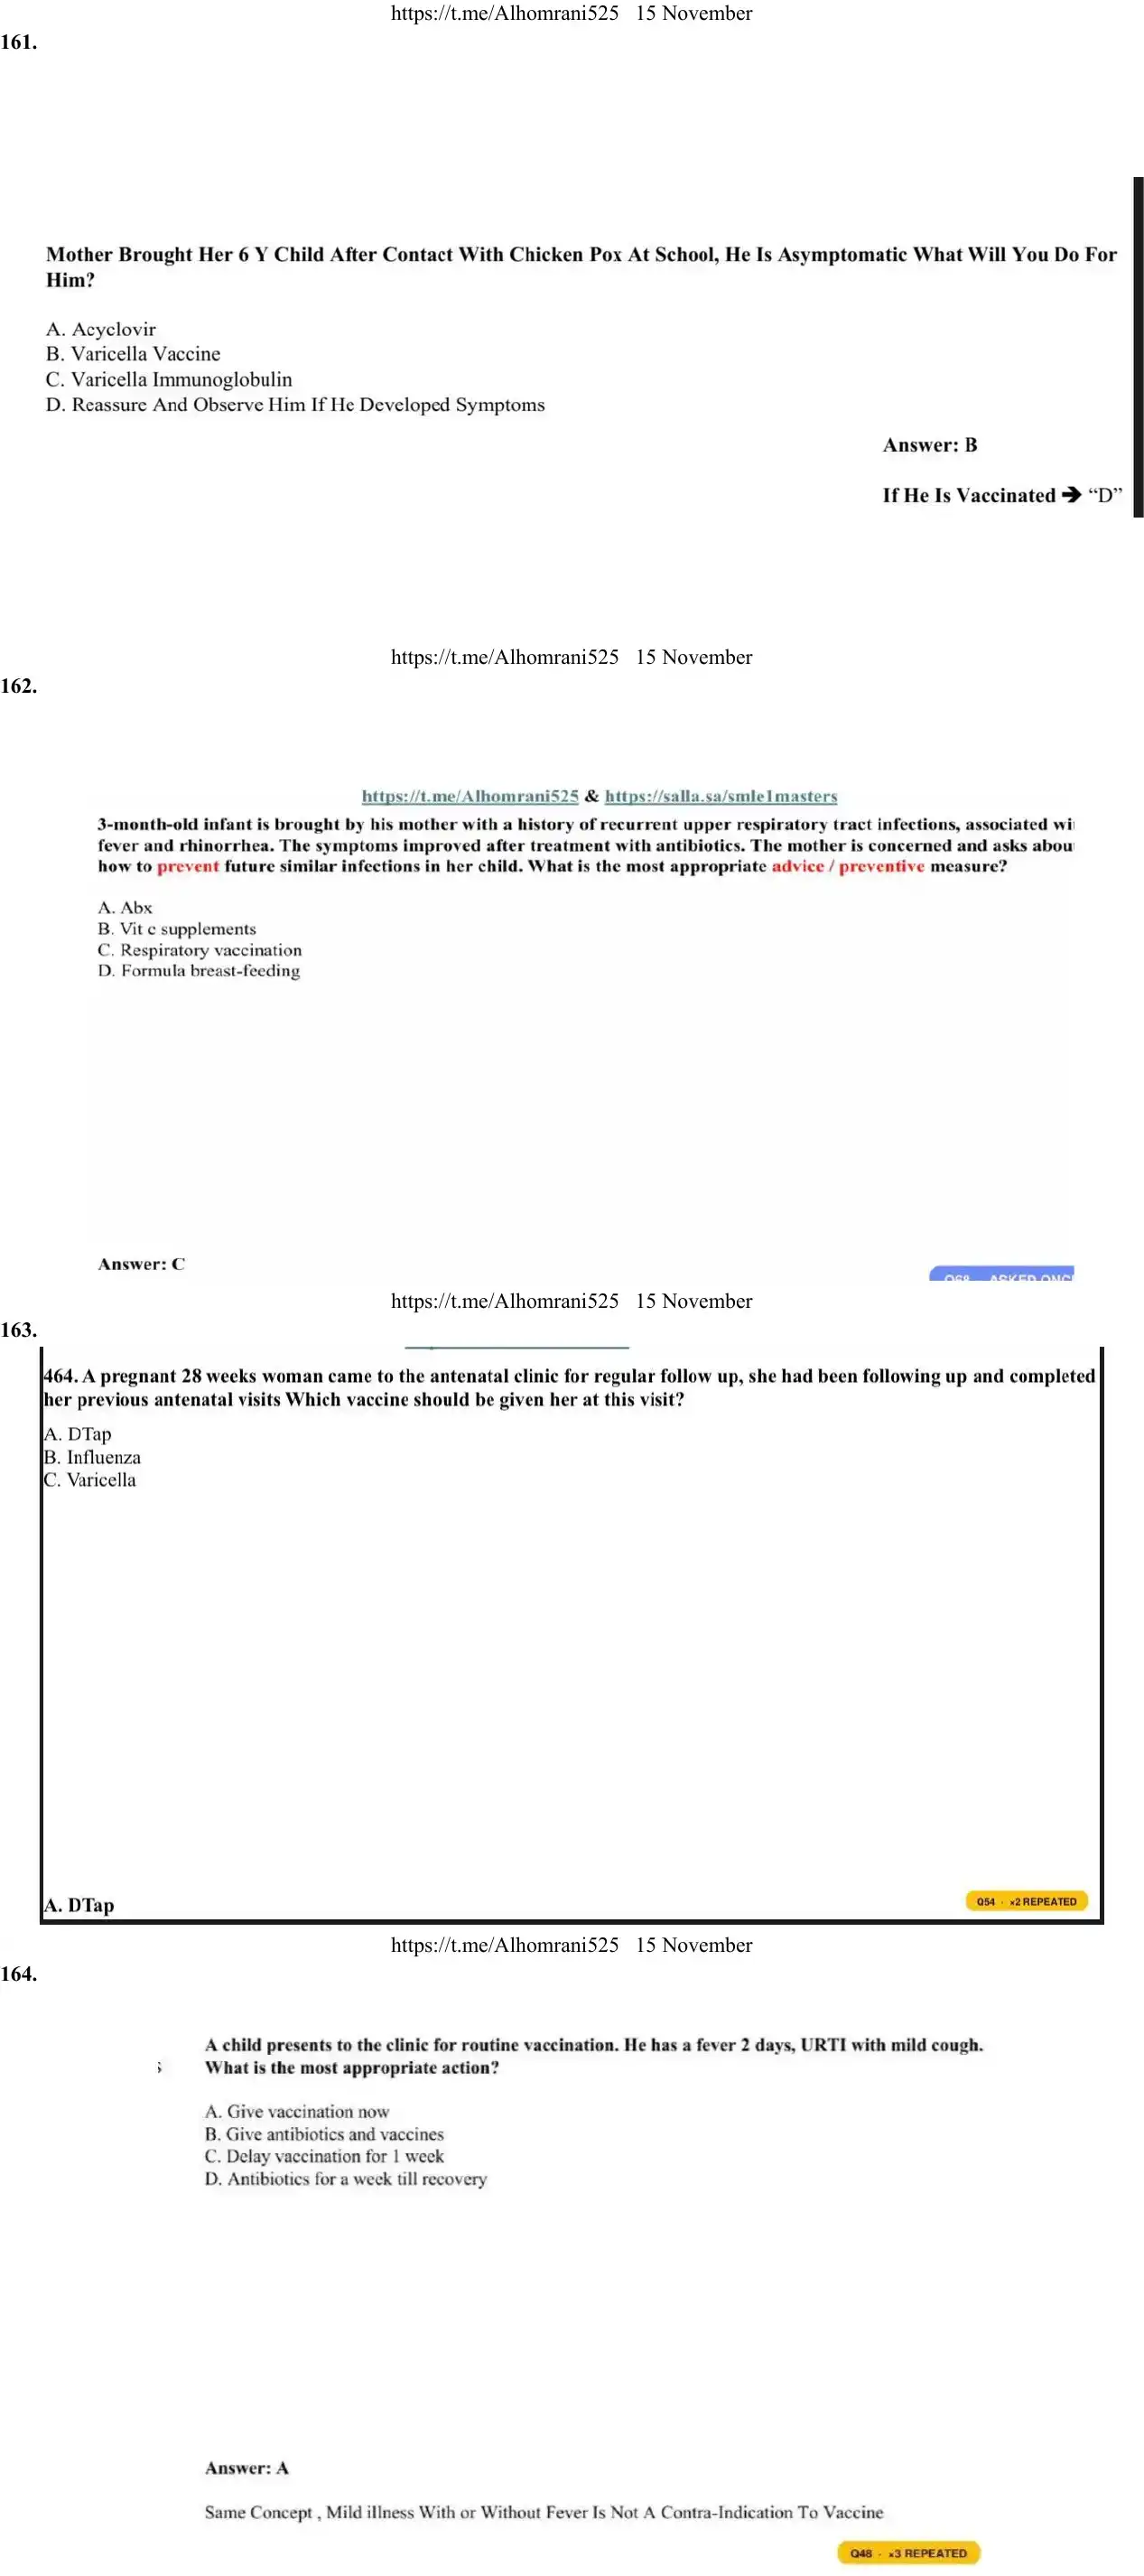 https://t.me/Alhomrani525 15 November
161.
Mother Brought Her 6 Y Child After Contact With Chicken Pox At School, He Is Asymptomatic What Will You Do For
Him?
A. Acyclovir
B. Varicella Vaccine
C. Varicella Immunoglobulin
D. Reassure And Observe Him If He Developed Symptoms
Answer: B
If He Is Vaccinated ➔ “D”
https://t.me/Alhomrani525 15 November
162.
https://t.me/Alhomrani525 & https://salla.sa/smle1masters
3-month-old infant is brought by his mother with a history of recurrent upper respiratory tract infections, associated wi
fever and rhinorrhea. The symptoms improved after treatment with antibiotics. The mother is concerned and asks abou
how to prevent future similar infections in her child. What is the most appropriate advice / preventive measure?
A. Abx
B. Vit c supplements
C. Respiratory vaccination
D. Formula breast-feeding
Answer: C
Q68 ASKED ONC
https://t.me/Alhomrani525 15 November
163.
464. A pregnant 28 weeks woman came to the antenatal clinic for regular follow up, she had been following up and completed
her previous antenatal visits Which vaccine should be given her at this visit?
A. DTap
B. Influenza
C. Varicella
A. DTap
Q54 · ×2 REPEATED
https://t.me/Alhomrani525 15 November
164.
A child presents to the clinic for routine vaccination. He has a fever 2 days, URTI with mild cough.
What is the most appropriate action?
A. Give vaccination now
B. Give antibiotics and vaccines
C. Delay vaccination for 1 week
D. Antibiotics for a week till recovery
Answer: A
Same Concept , Mild illness With or Without Fever Is Not A Contra-Indication To Vaccine
Q48 · ×3 REPEATED